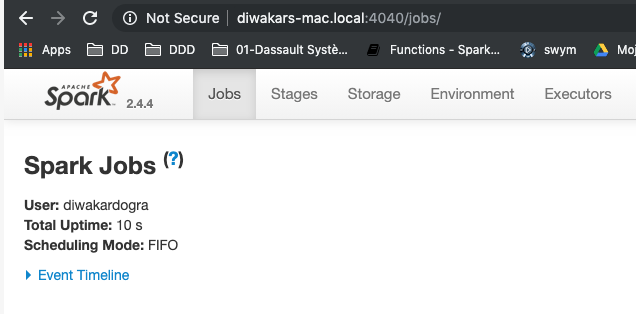 Not Secure | diwakars-mac.local:4040/jobs/
Apps DD DDD 01-Dassault Systè... Functions - Spark... swym Moj
APACHE Spark™ 2.4.4 Jobs Stages Storage Environment Executors
Spark Jobs (?)
User: diwakardogra
Total Uptime: 10 s
Scheduling Mode: FIFO
Event Timeline